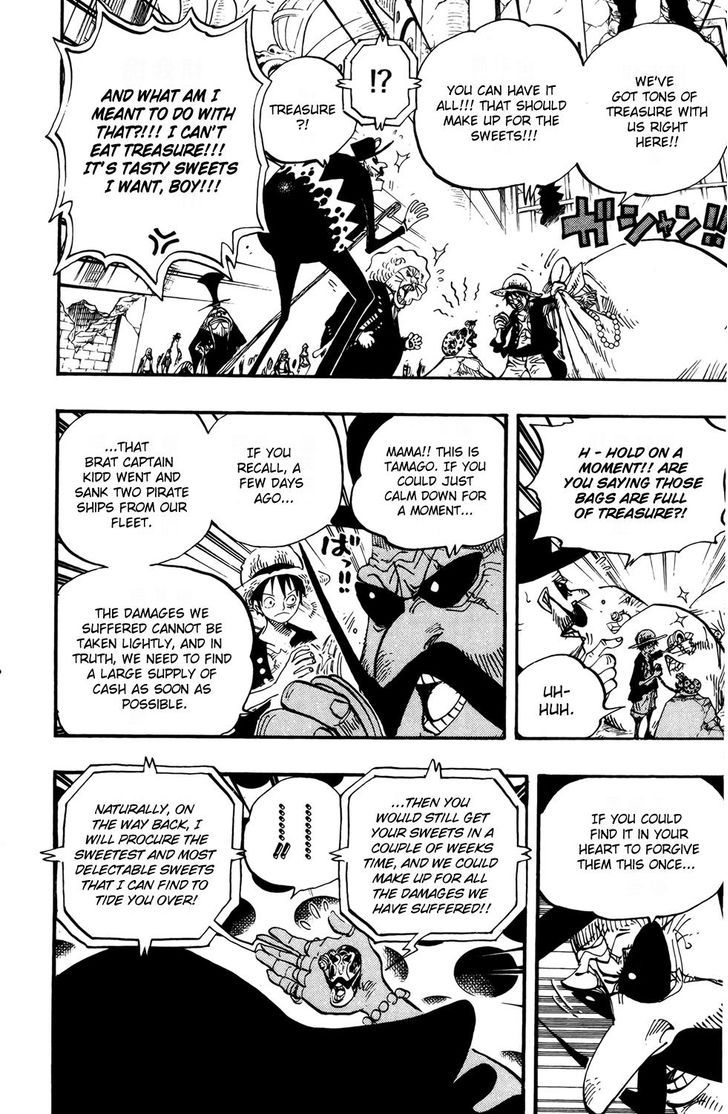 WE'VE
GOT TONS OF
TREASURE WITH
US RIGHT
HERE!!
YOU CAN HAVE IT
ALL!!! THAT SHOULD
MAKE UP FOR THE
SWEETS!!!
ガシャン!!
!?
TREASURE
?!
AND WHAT AM I
MEANT TO DO WITH
THAT?!!! I CAN'T
EAT TREASURE!!!
IT'S TASTY SWEETS
I WANT, BOY!!!
H - HOLD ON A
MOMENT!! ARE
YOU SAYING THOSE
BAGS ARE FULL
OF TREASURE?!
UH-
HUH.
MAMA!! THIS IS
TAMAGO. IF YOU
COULD JUST
CALM DOWN FOR
A MOMENT...
ばっ!!
IF YOU
RECALL, A
FEW DAYS
AGO...
...THAT
BRAT CAPTAIN
KIDD WENT AND
SANK TWO PIRATE
SHIPS FROM OUR
FLEET.
THE DAMAGES WE
SUFFERED CANNOT BE
TAKEN LIGHTLY, AND IN
TRUTH, WE NEED TO FIND
A LARGE SUPPLY OF
CASH AS SOON AS
POSSIBLE.
IF YOU COULD
FIND IT IN YOUR
HEART TO FORGIVE
THEM THIS ONCE...
...THEN YOU
WOULD STILL GET
YOUR SWEETS IN A
COUPLE OF WEEKS
TIME, AND WE COULD
MAKE UP FOR ALL
THE DAMAGES WE
HAVE SUFFERED!!
......!!
NATURALLY, ON
THE WAY BACK, I
WILL PROCURE THE
SWEETEST AND MOST
DELECTABLE SWEETS
THAT I CAN FIND TO
TIDE YOU OVER!